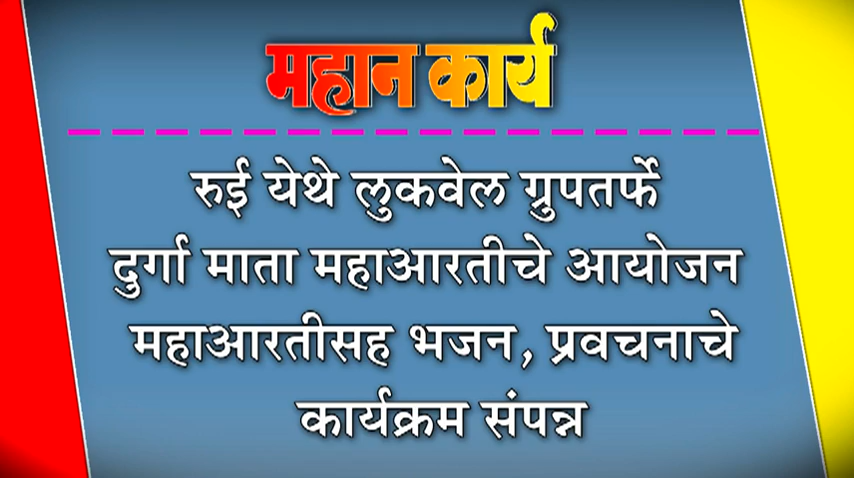 महान कार्य
रुई येथे लुकवेल ग्रुपतर्फे
दुर्गा माता महाआरतीचे आयोजन
महाआरतीसह भजन, प्रवचनाचे
कार्यक्रम संपन्न